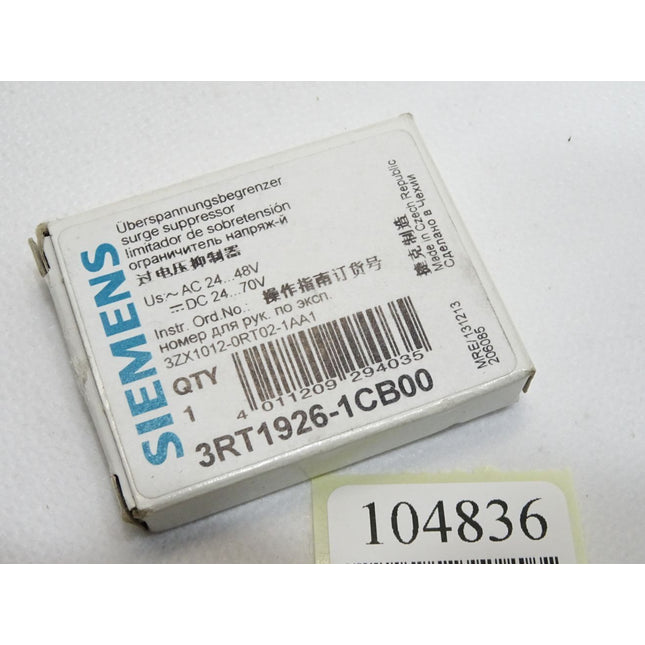 SIEMENS
Überspannungsbegrenzer
surge suppressor
limitador de sobretensión
ограничитель напряж-й
过电压抑制器
Us ~ AC 24...48V
⎓ DC 24...70V
Instr. Ord.No.: 操作指南订货号
номер для рук. по эксп.
3ZX1012-0RT02-1AA1
QTY
1
4 011209 294035
3RT1926-1CB00
捷克制造
Made in Czech Republic
Сделано в Чехии
MRE/131213
206085
104836